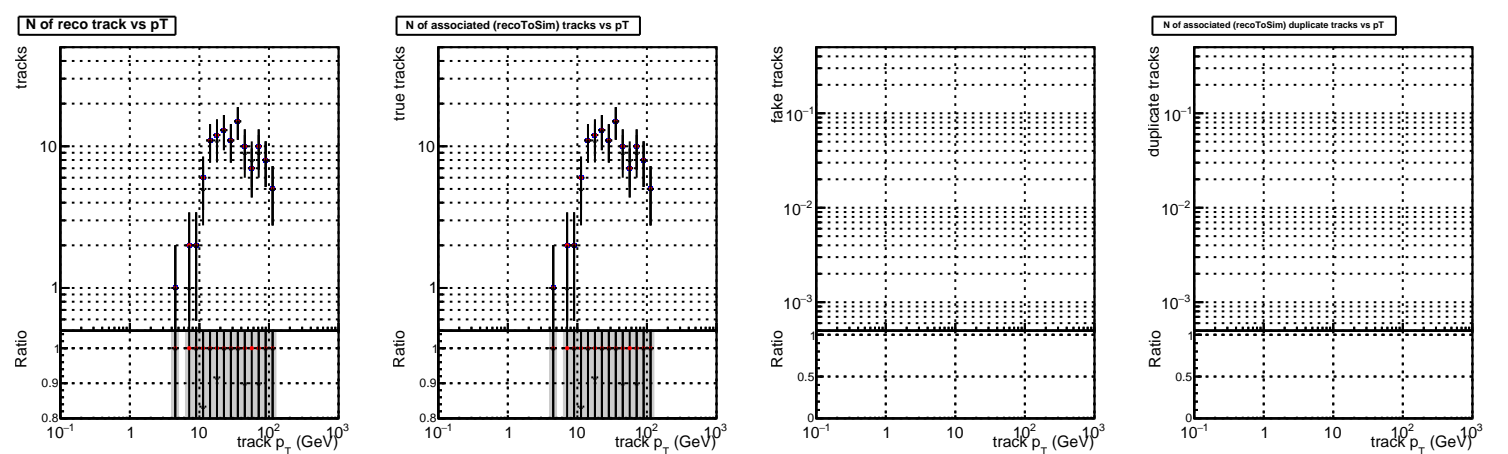 N of reco track vs pT
tracks
10
1
Ratio
1
0.9
0.8
10⁻¹ 1 10 10² 10³
track p_T (GeV)
N of associated (recoToSim) tracks vs pT
true tracks
10
1
Ratio
1
0.9
0.8
10⁻¹ 1 10 10² 10³
track p_T (GeV)
fake tracks
10⁻¹
10⁻²
10⁻³
Ratio
1
0.5
0
10⁻¹ 1 10 10² 10³
track p_T (GeV)
N of associated (recoToSim) duplicate tracks vs pT
duplicate tracks
10⁻¹
10⁻²
10⁻³
Ratio
1
0.5
0
10⁻¹ 1 10 10² 10³
track p_T (GeV)